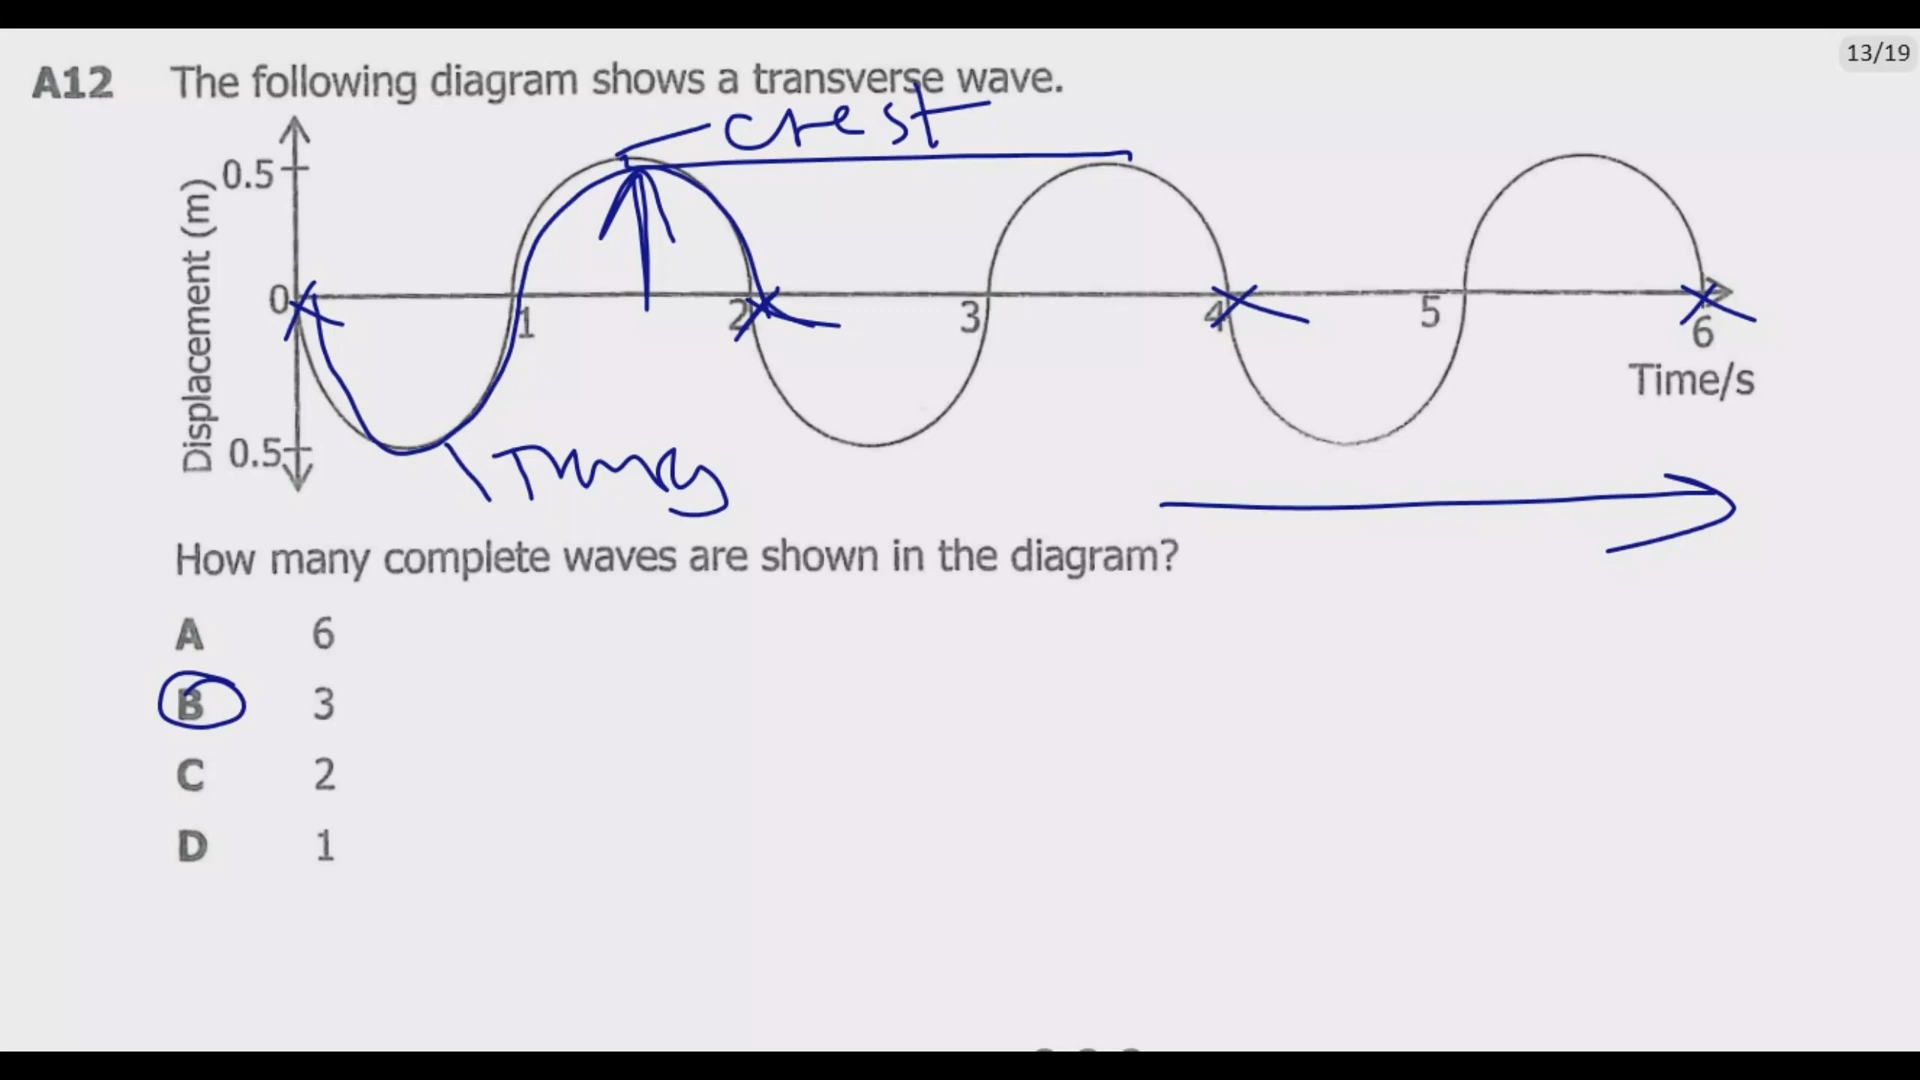 13/19
A12 The following diagram shows a transverse wave.
crest
0.5
Displacement (m)
0
1
2
3
4
5
6
Time/s
0.5
How many complete waves are shown in the diagram?
A 6
B 3
C 2
D 1